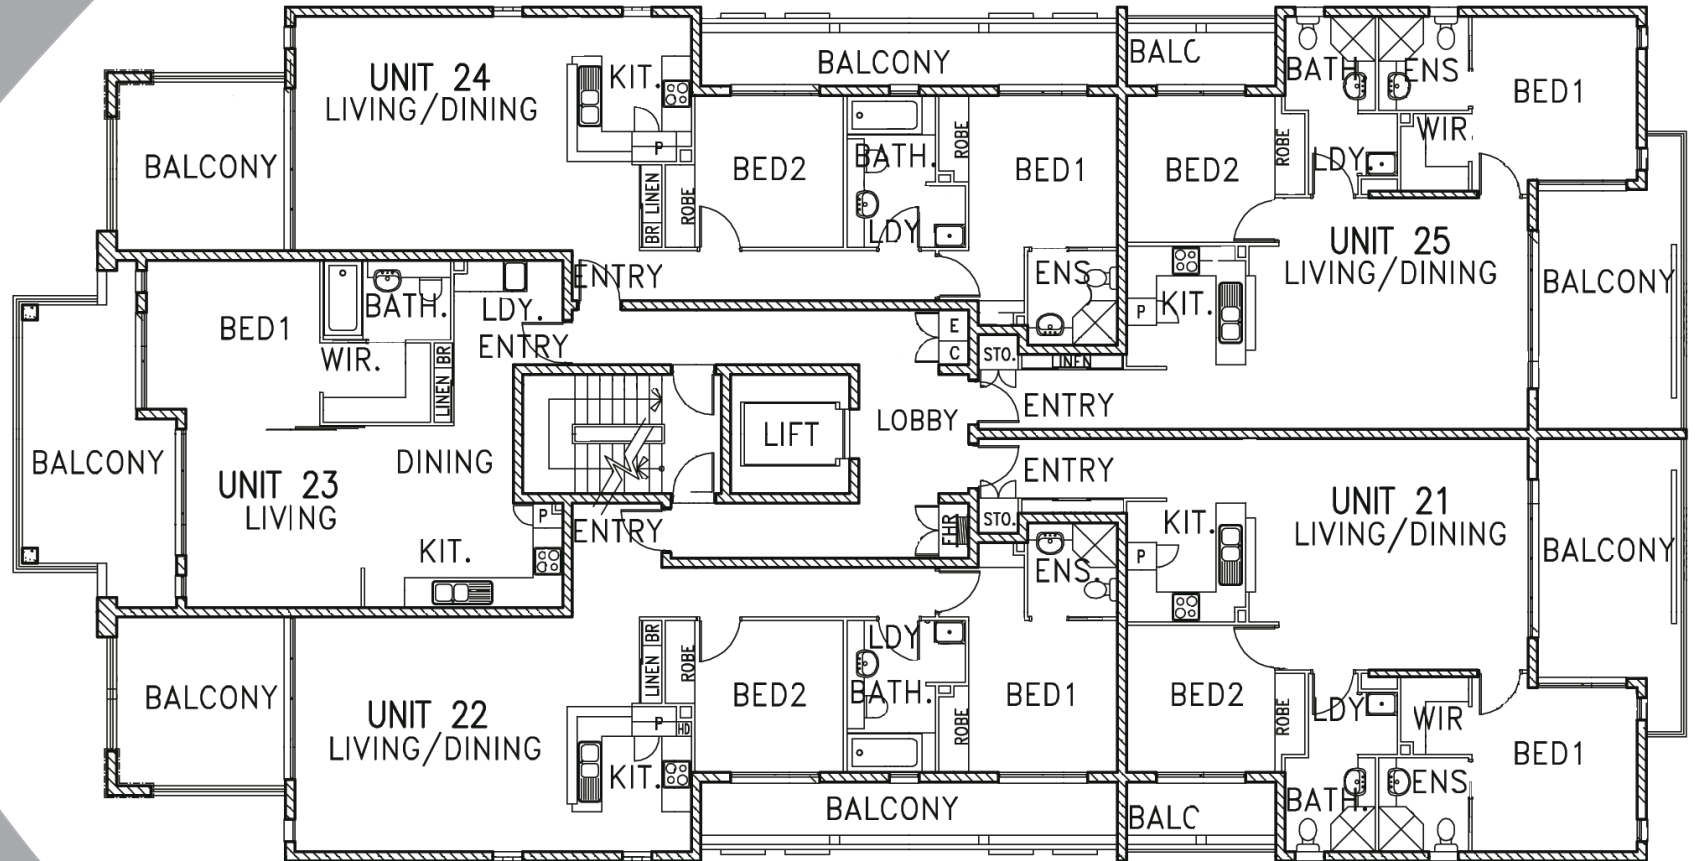 UNIT 24
LIVING/DINING
BALCONY
KIT.
P
LINEN
BR
ROBE
BED2
BALCONY
BATH.
LDY
ROBE
BED1
ENS
ENTRY
BALC
BED2
ROBE
BATH
ENS
LDY
WIR.
BED1
UNIT 25
LIVING/DINING
BALCONY
KIT.
P
LINEN
STO.
ENTRY
E
C
BED1
BATH.
LDY.
WIR.
LINEN
BR
ENTRY
BALCONY
UNIT 23
LIVING
DINING
KIT.
P
LIFT
LOBBY
ENTRY
FHR
STO.
ENTRY
UNIT 21
LIVING/DINING
BALCONY
KIT.
P
BED2
ROBE
LDY
WIR
BATH.
ENS
BED1
BALC
BALCONY
UNIT 22
LIVING/DINING
KIT.
P
HD
LINEN
BR
ROBE
BED2
LDY
BATH.
ROBE
BED1
ENS.
BALCONY